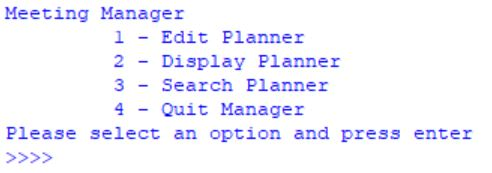 Meeting Manager
1 - Edit Planner
2 - Display Planner
3 - Search Planner
4 - Quit Manager
Please select an option and press enter
>>>>